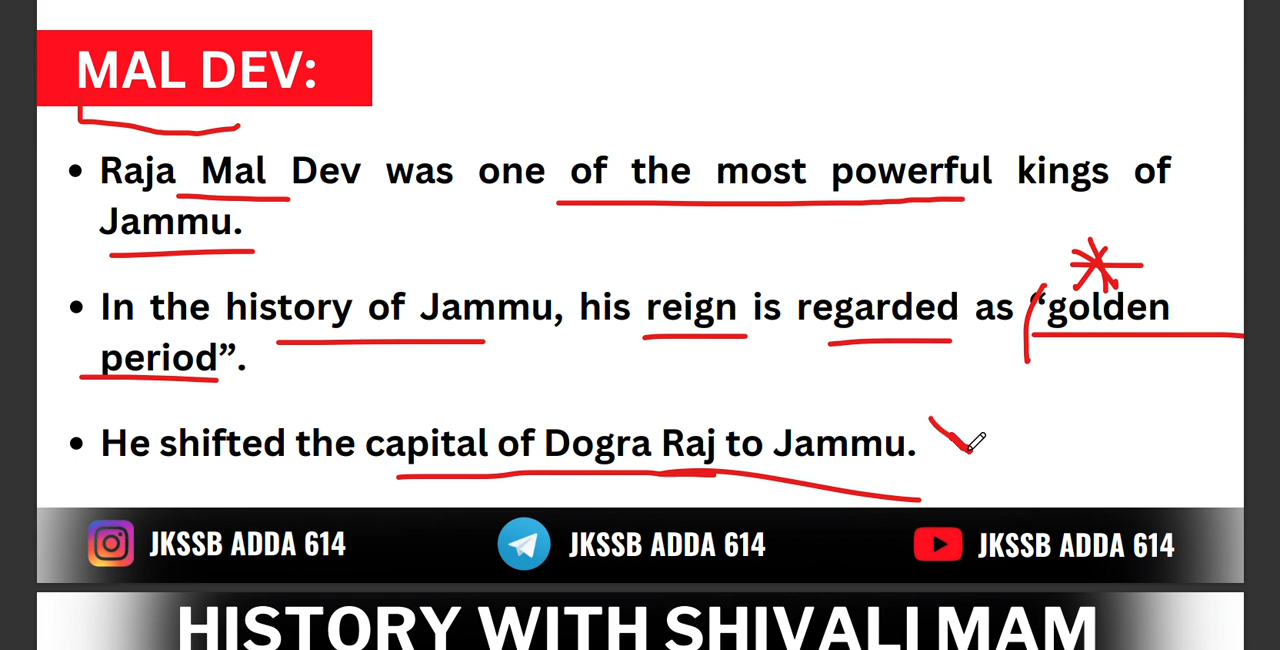 MAL DEV:
• Raja Mal Dev was one of the most powerful kings of
Jammu.
• In the history of Jammu, his reign is regarded as “golden
period”.
• He shifted the capital of Dogra Raj to Jammu.
JKSSB ADDA 614 JKSSB ADDA 614 JKSSB ADDA 614
HISTORY WITH SHIVALI MAM